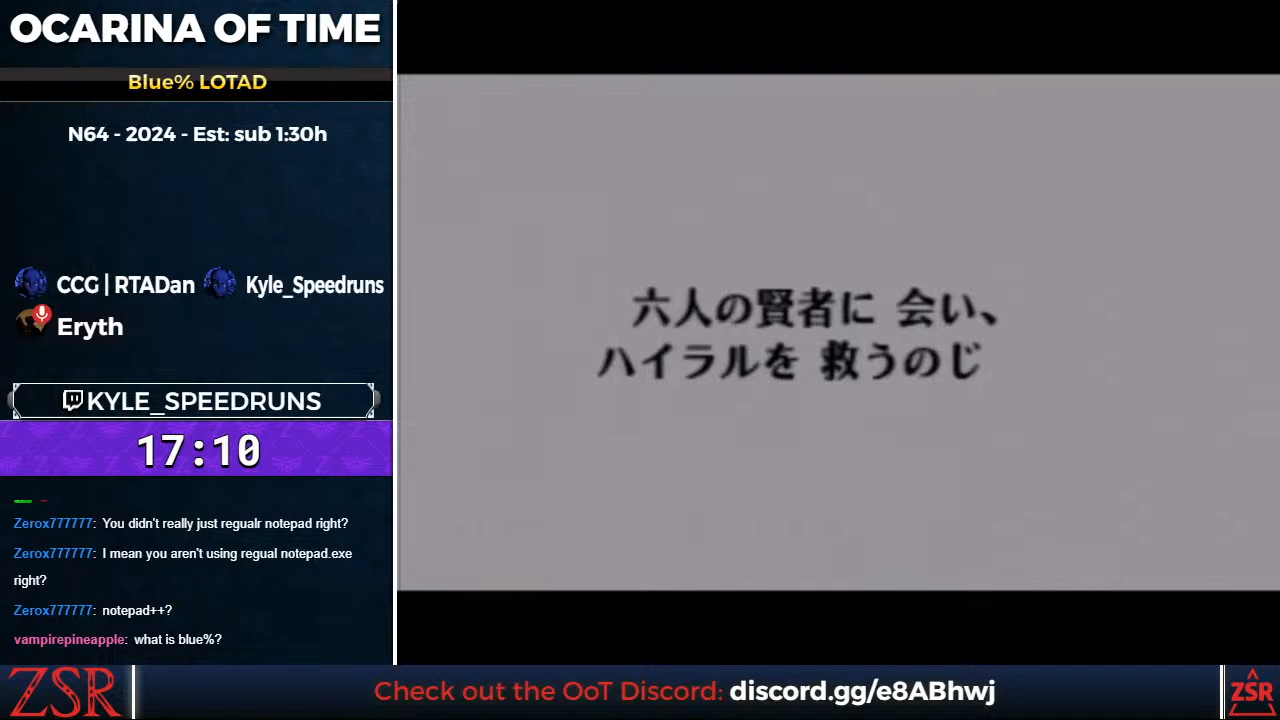 OCARINA OF TIME
Blue% LOTAD
N64 - 2024 - Est: sub 1:30h
CCG | RTADan
Kyle_Speedruns
Eryth
KYLE_SPEEDRUNS
17:10
Zerox777777: You didn't really just regualr notepad right?
Zerox777777: I mean you aren't using regual notepad.exe
right?
Zerox777777: notepad++?
vampirepineapple: what is blue%?
六人の賢者に 会い、
ハイラルを 救うのじ
ZSR
Check out the OoT Discord: discord.gg/e8ABhwj
ZSR